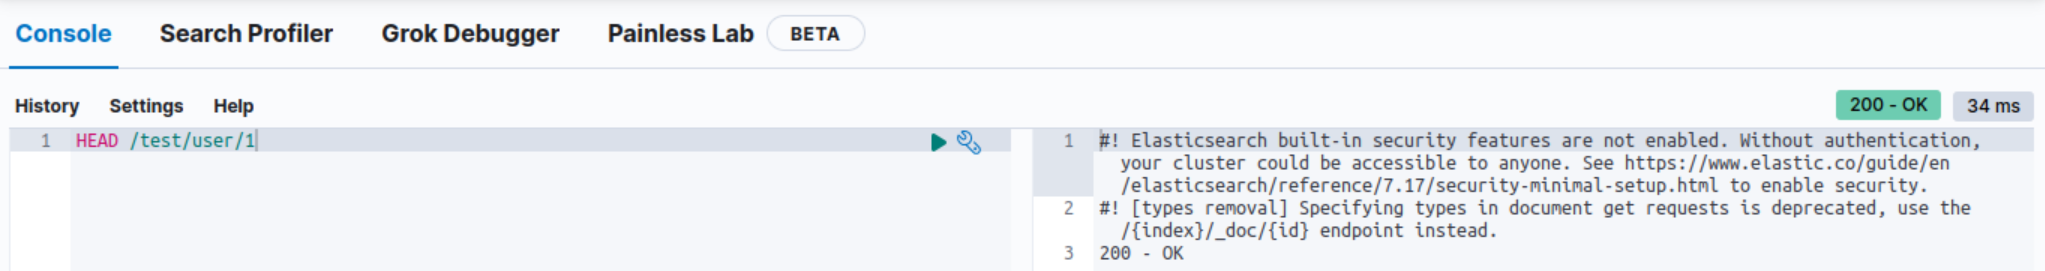 Console Search Profiler Grok Debugger Painless Lab BETA
History Settings Help 200 - OK 34 ms
1 HEAD /test/user/1
1 #! Elasticsearch built-in security features are not enabled. Without authentication,
your cluster could be accessible to anyone. See https://www.elastic.co/guide/en
/elasticsearch/reference/7.17/security-minimal-setup.html to enable security.
2 #! [types removal] Specifying types in document get requests is deprecated, use the
/{index}/_doc/{id} endpoint instead.
3 200 - OK